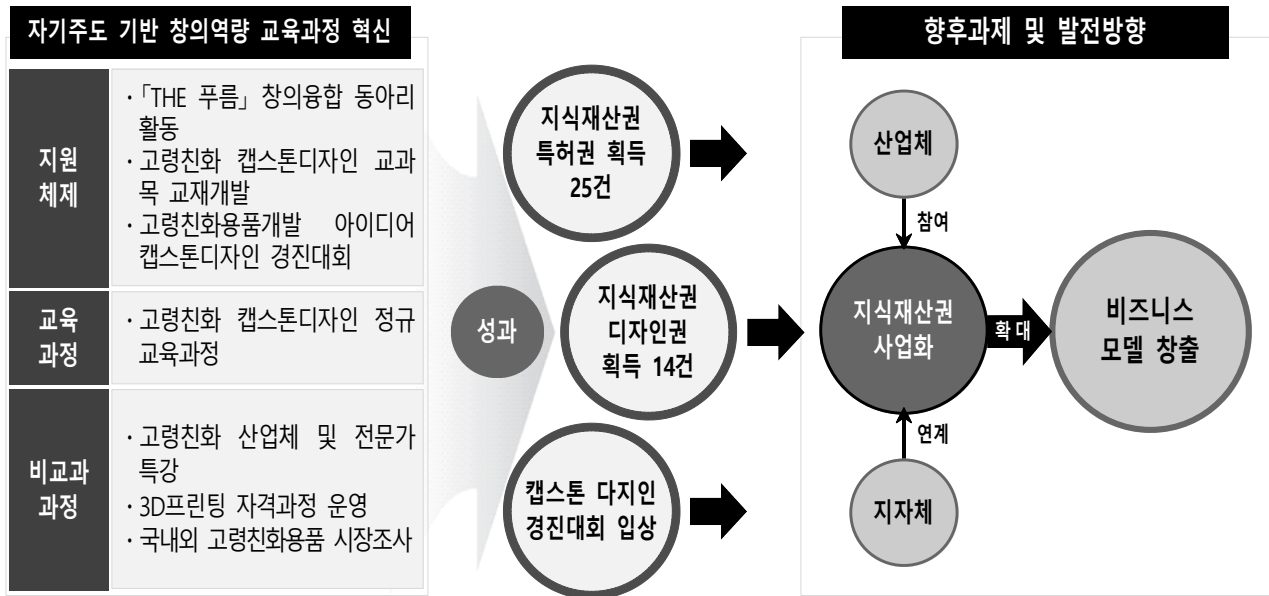 자기주도 기반 창의역량 교육과정 혁신
지원
체제
·「THE 푸름」창의융합 동아리
활동
·고령친화 캡스톤디자인 교과
목 교재개발
·고령친화용품개발 아이디어
캡스톤디자인 경진대회
교육
과정
·고령친화 캡스톤디자인 정규
교육과정
비교과
과정
·고령친화 산업체 및 전문가
특강
·3D프린팅 자격과정 운영
·국내외 고령친화용품 시장조사
성과
지식재산권
특허권 획득
25건
지식재산권
디자인권
획득 14건
캡스톤 다지인
경진대회 입상
향후과제 및 발전방향
산업체
참여
지식재산권
사업화
확대
비즈니스
모델 창출
연계
지자체